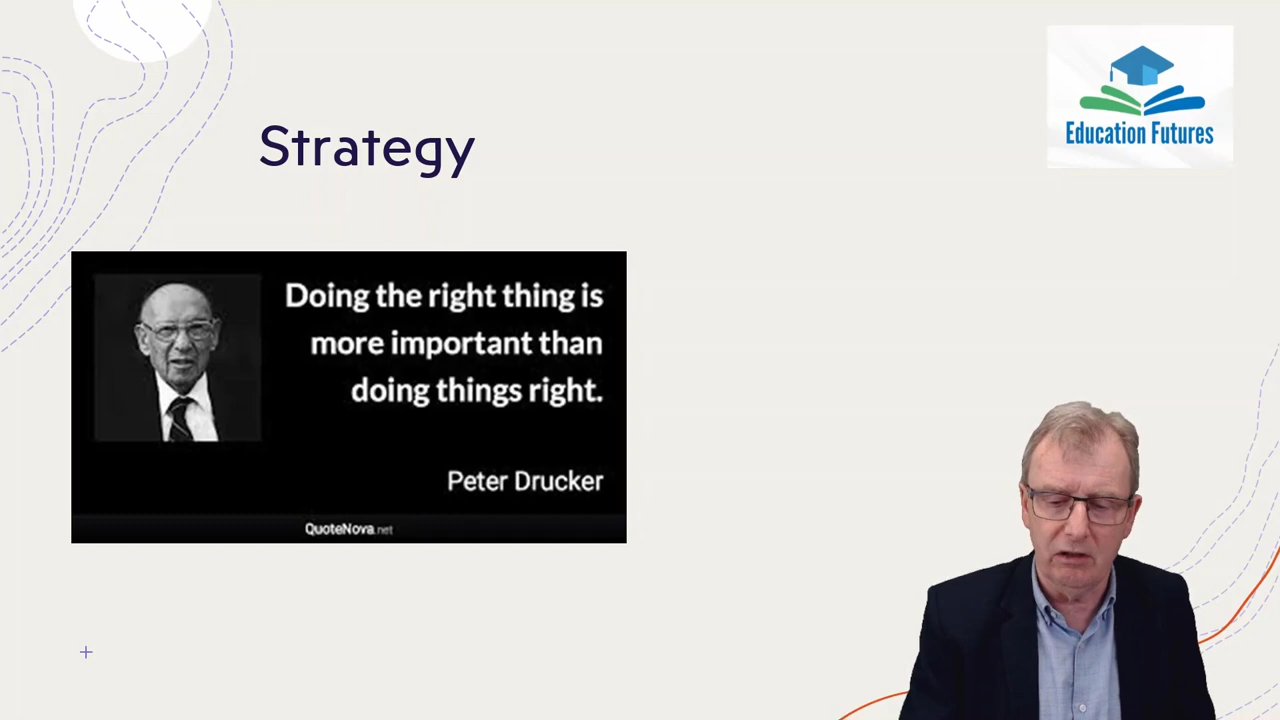 Strategy
Education Futures
Doing the right thing is
more important than
doing things right.
Peter Drucker
QuoteNova.net